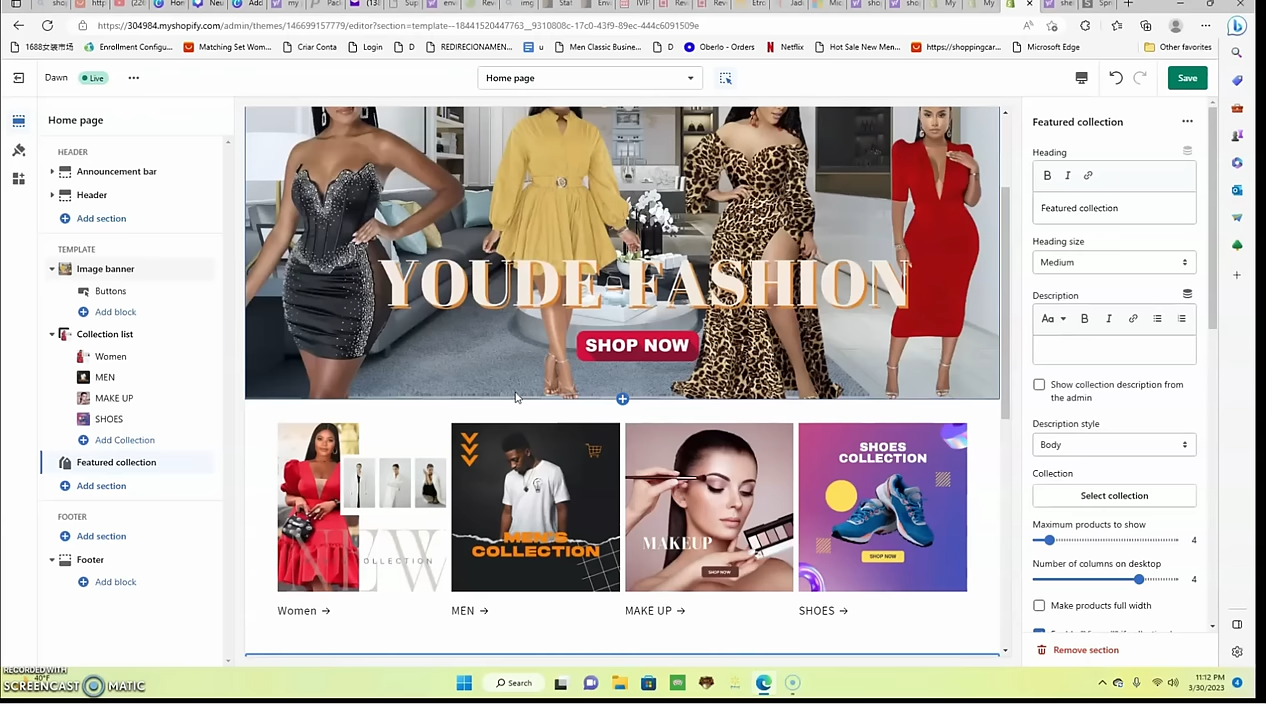 https://304984.myshopify.com/admin/themes/146699157779/editor?section=template--18441520447763__9310808c-17c0-43f9-89ec-444c6091509e
1688女装市场
Enrollment Configu...
Matching Set Wom...
Criar Conta
Login
D
REDIRECIONAMEN...
u
Men Classic Busine...
D
Oberlo - Orders
Netflix
Hot Sale New Men...
https://shoppingcar...
Microsoft Edge
Other favorites
Dawn
Live
Home page
Save
Home page
HEADER
Announcement bar
Header
Add section
TEMPLATE
Image banner
Buttons
Add block
Collection list
Women
MEN
MAKE UP
SHOES
Add Collection
Featured collection
Add section
FOOTER
Add section
Footer
Add block
YOUDE-FASHION
SHOP NOW
NEW
COLLECTION
MEN'S
COLLECTION
MAKEUP
SHOP NOW
SHOES
COLLECTION
SHOP NOW
Women →
MEN →
MAKE UP →
SHOES →
Featured collection
Heading
B I
Featured collection
Heading size
Medium
Description
Aa B I
Show collection description from
the admin
Description style
Body
Collection
Select collection
Maximum products to show
4
Number of columns on desktop
4
Make products full width
Remove section
RECORDED WITH
SCREENCAST MATIC
40°F
Search
11:12 PM
3/30/2023
4